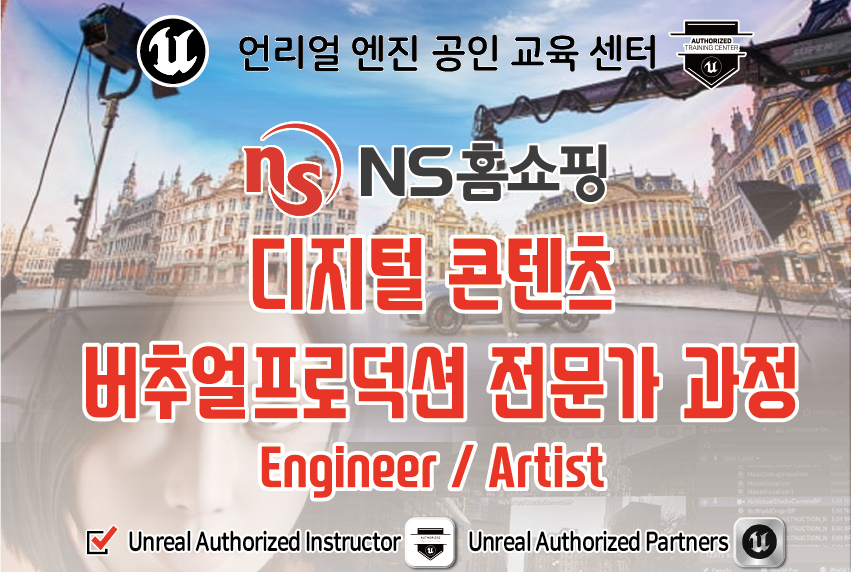 언리얼 엔진 공인 교육 센터
AUTHORIZED
TRAINING CENTER
ns NS홈쇼핑
디지털 콘텐츠
버추얼프로덕션 전문가 과정
Engineer / Artist
Unreal Authorized Instructor
Unreal Authorized Partners